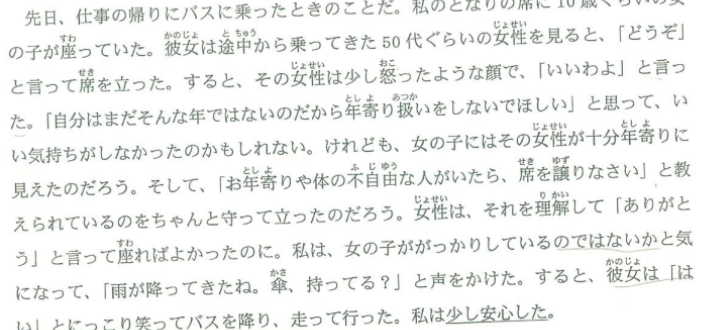 先日、仕事の帰りにバスに乗ったときのことだ。私のとなりの席に10歳ぐらいの女
の子が座っていた。彼女は途中から乗ってきた50代ぐらいの女性を見ると、「どうぞ」
と言って席を立った。すると、その女性は少し怒ったような顔で、「いいわよ」と言っ
た。「自分はまだそんな年ではないのだから年寄り扱いをしないでほしい」と思って、い
い気持ちがしなかったのかもしれない。けれども、女の子にはその女性が十分年寄りに
見えたのだろう。そして、「お年寄りや体の不自由な人がいたら、席を譲りなさい」と教
えられているのをちゃんと守って立ったのだろう。女性は、それを理解して「ありがと
う」と言って座ればよかったのに。私は、女の子ががっかりしているのではないかと気
になって、「雨が降ってきたね。傘、持ってる?」と声をかけた。すると、彼女は「は
い」とにっこり笑ってバスを降り、走って行った。私は少し安心した。